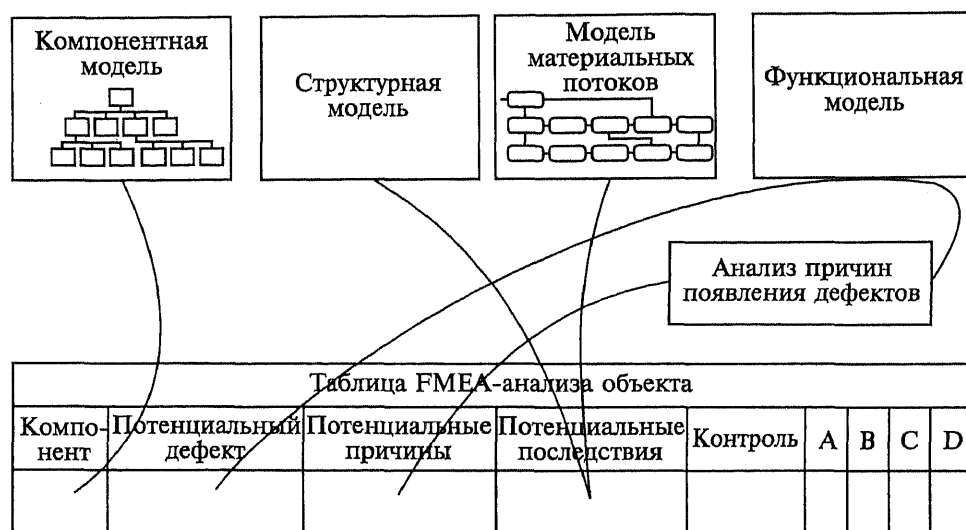 Компонентная
модель
Структурная
модель
Модель
материальных
потоков
Функциональная
модель
Анализ причин
появления дефектов
Таблица FMEA-анализа объекта
Компо-
нент
Потенциальный
дефект
Потенциальные
причины
Потенциальные
последствия
Контроль
A
B
C
D